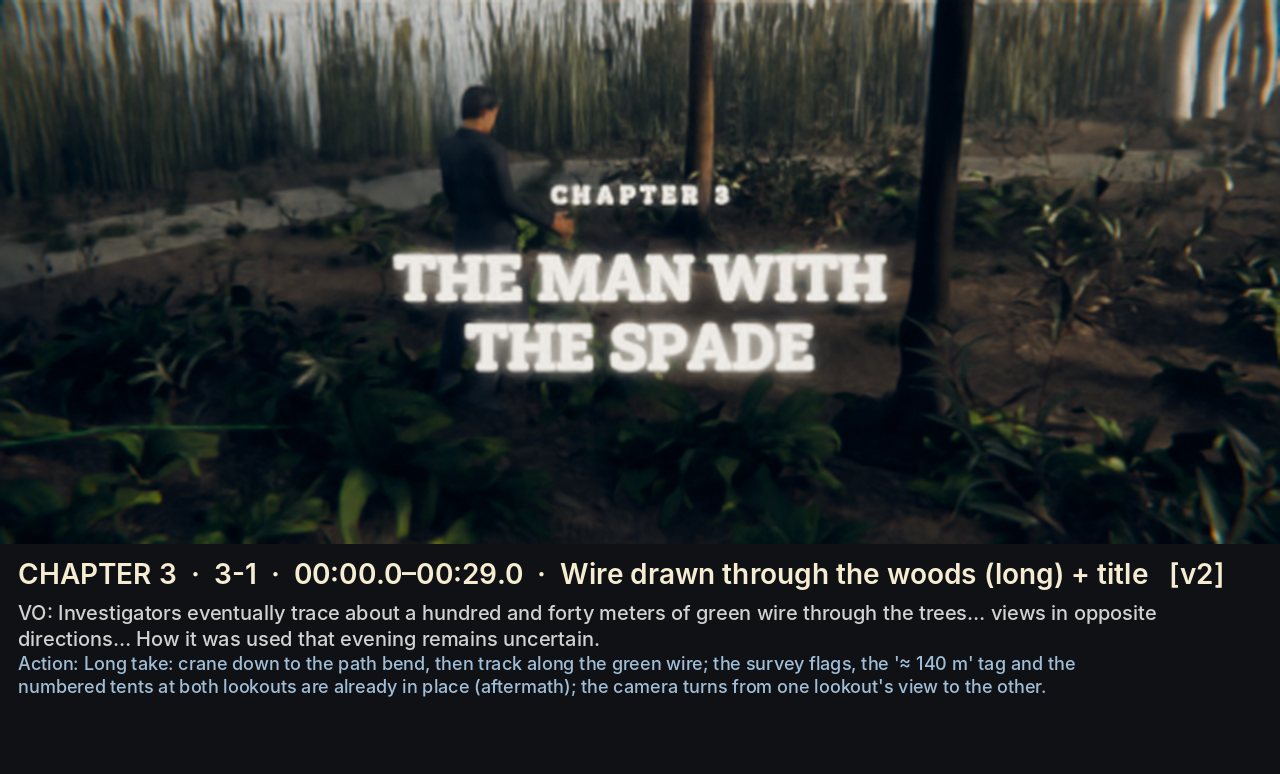 CHAPTER 3
THE MAN WITH
THE SPADE
CHAPTER 3 · 3-1 · 00:00.0–00:29.0 · Wire drawn through the woods (long) + title [v2]
VO: Investigators eventually trace about a hundred and forty meters of green wire through the trees... views in opposite
directions... How it was used that evening remains uncertain.
Action: Long take: crane down to the path bend, then track along the green wire; the survey flags, the '≈ 140 m' tag and the
numbered tents at both lookouts are already in place (aftermath); the camera turns from one lookout's view to the other.